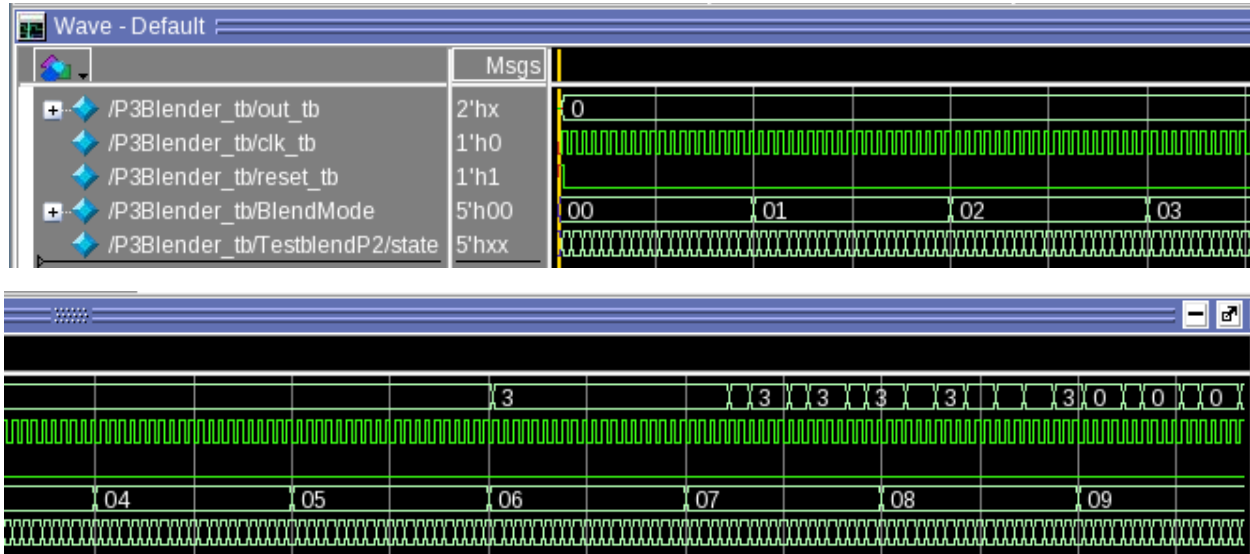 Wave - Default
Msgs
/P3Blender_tb/out_tb 2'hx 0
/P3Blender_tb/clk_tb 1'h0
/P3Blender_tb/reset_tb 1'h1
/P3Blender_tb/BlendMode 5'h00 00 01 02 03
/P3Blender_tb/TestblendP2/state 5'hxx
3 3 3 3 3 3 0 0 0
04 05 06 07 08 09